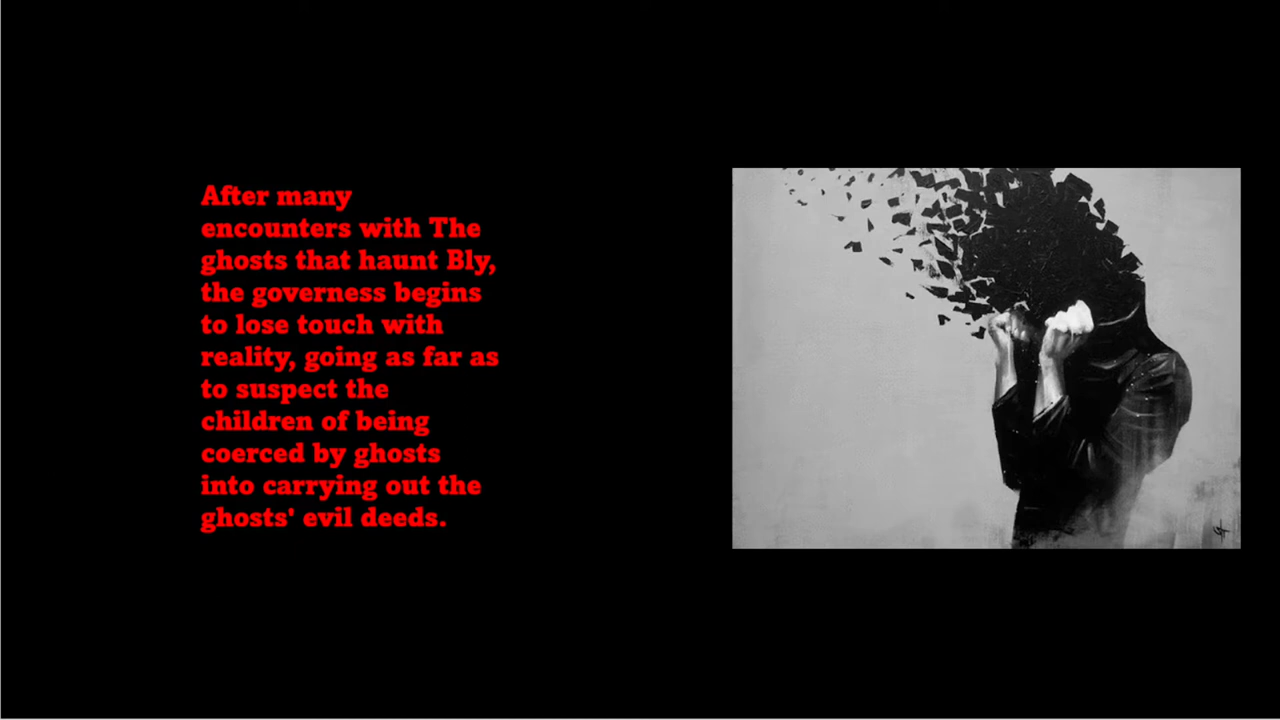 After many
encounters with The
ghosts that haunt Bly,
the governess begins
to lose touch with
reality, going as far as
to suspect the
children of being
coerced by ghosts
into carrying out the
ghosts' evil deeds.